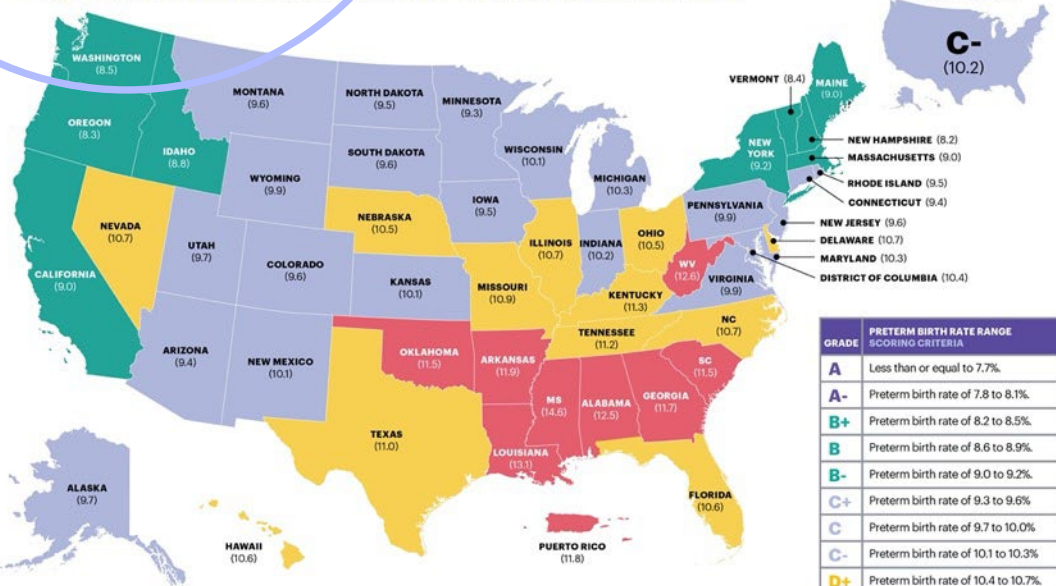 C-
(10.2)
WASHINGTON
(8.5)
OREGON
(8.3)
IDAHO
(8.8)
MONTANA
(9.6)
NORTH DAKOTA
(9.5)
MINNESOTA
(9.3)
SOUTH DAKOTA
(9.6)
WISCONSIN
(10.1)
MICHIGAN
(10.3)
WYOMING
(9.9)
IOWA
(9.5)
NEBRASKA
(10.5)
NEVADA
(10.7)
UTAH
(9.7)
COLORADO
(9.6)
KANSAS
(10.1)
CALIFORNIA
(9.0)
ARIZONA
(9.4)
NEW MEXICO
(10.1)
ILLINOIS
(10.7)
INDIANA
(10.2)
OHIO
(10.5)
PENNSYLVANIA
(9.9)
NEW
YORK
(9.2)
VERMONT (8.4)
MAINE
(9.0)
NEW HAMPSHIRE (8.2)
MASSACHUSETTS (9.0)
RHODE ISLAND (9.5)
CONNECTICUT (9.4)
NEW JERSEY (9.6)
DELAWARE (10.7)
MARYLAND (10.3)
DISTRICT OF COLUMBIA (10.4)
WV
(12.6)
VIRGINIA
(9.9)
MISSOURI
(10.9)
KENTUCKY
(11.3)
TENNESSEE
(11.2)
NC
(10.7)
OKLAHOMA
(11.5)
ARKANSAS
(11.9)
SC
(11.5)
MS
(14.6)
ALABAMA
(12.5)
GEORGIA
(11.7)
TEXAS
(11.0)
LOUISIANA
(13.1)
FLORIDA
(10.6)
ALASKA
(9.7)
HAWAII
(10.6)
PUERTO RICO
(11.8)
GRADE PRETERM BIRTH RATE RANGE
SCORING CRITERIA
A Less than or equal to 7.7%.
A- Preterm birth rate of 7.8 to 8.1%.
B+ Preterm birth rate of 8.2 to 8.5%.
B Preterm birth rate of 8.6 to 8.9%.
B- Preterm birth rate of 9.0 to 9.2%.
C+ Preterm birth rate of 9.3 to 9.6%
C Preterm birth rate of 9.7 to 10.0%
C- Preterm birth rate of 10.1 to 10.3%
D+ Preterm birth rate of 10.4 to 10.7%.